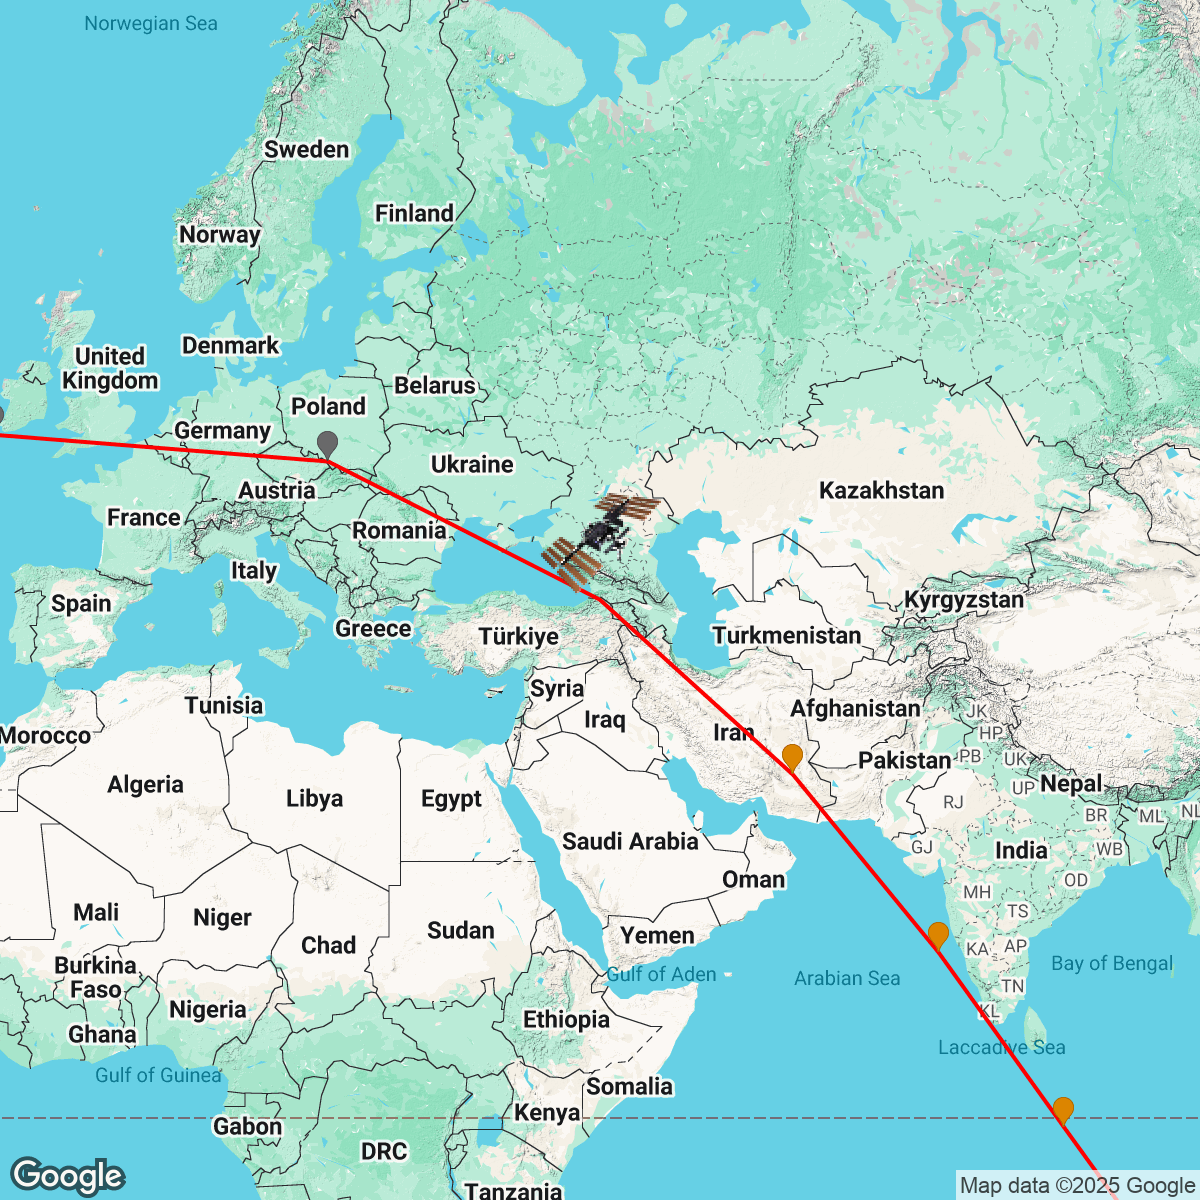 Norwegian Sea
Sweden
Finland
Norway
Denmark
United
Kingdom
Belarus
Poland
Germany
Ukraine
Austria
Kazakhstan
France
Romania
Italy
Spain
Kyrgyzstan
Greece
Türkiye
Turkmenistan
Syria
Tunisia
Iraq
Afghanistan
JK
Morocco
Iran
HP
Pakistan
PB
UK
Algeria
Libya
Egypt
Nepal
UP
RJ
BR
ML
NL
Saudi Arabia
GJ
India
WB
Oman
OD
MH
Mali
Niger
TS
Sudan
Yemen
Chad
KA
AP
Burkina
Faso
Gulf of Aden
Arabian Sea
Bay of Bengal
TN
Nigeria
Ethiopia
KL
Ghana
Laccadive Sea
Gulf of Guinea
Somalia
Kenya
Gabon
DRC
Google
Tanzania
Map data ©2025 Google